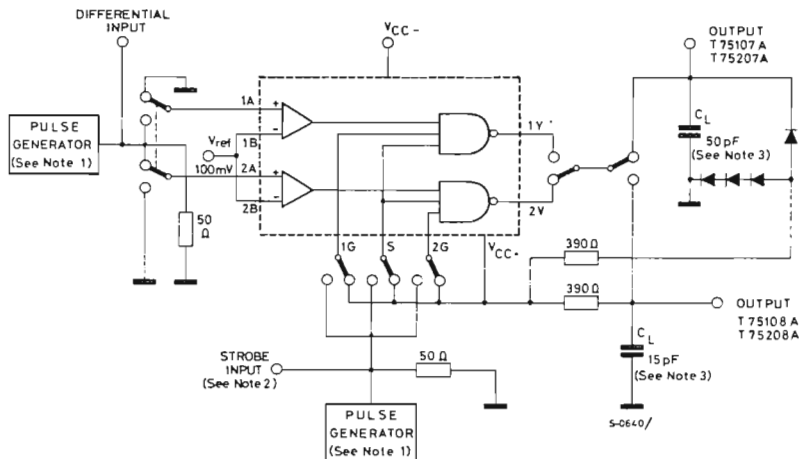 DIFFERENTIAL
INPUT
VCC-
OUTPUT
T75107A
T75207A
PULSE
GENERATOR
(See Note 1)
1A
+
-
1B
Vref
100mV
2A
+
-
2B
50
Ω
1Y
2V
CL
50pF
(See Note 3)
1G
S
2G
VCC-
390Ω
390Ω
OUTPUT
T75108A
T75208A
CL
15pF
(See Note 3)
STROBE
INPUT
(See Note 2)
50Ω
PULSE
GENERATOR
(See Note 1)
S-0640/